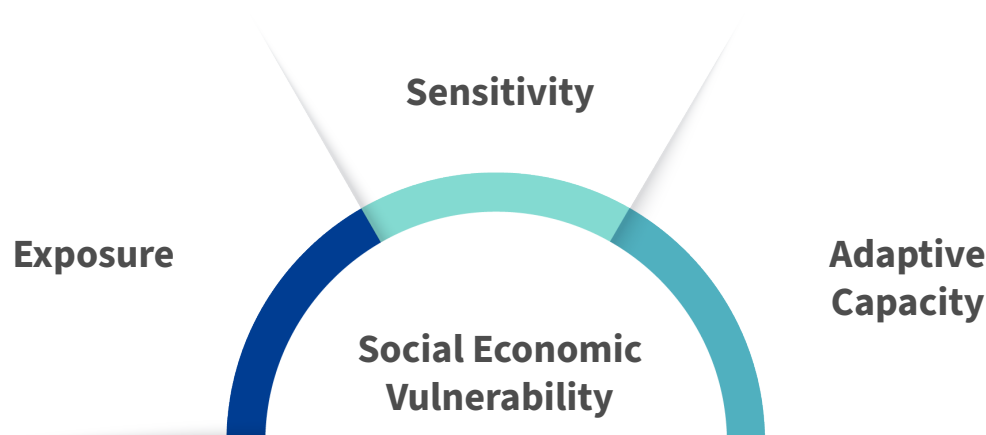 Sensitivity
Exposure
Adaptive
Capacity
Social Economic
Vulnerability